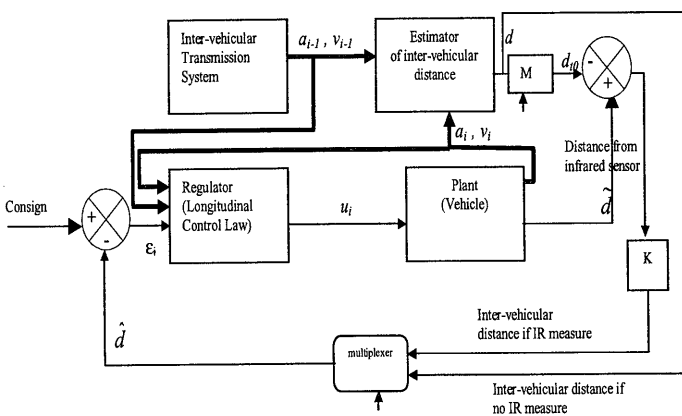 Inter-vehicular
Transmission
System
a_{i-1} , v_{i-1}
Estimator
of inter-vehicular
distance
d
M
d_{t0}
-
+
a_i , v_i
Distance from
infrared sensor
d̃
Consign
+
-
ε_i
Regulator
(Longitudinal
Control Law)
u_i
Plant
(Vehicle)
K
d̂
multiplexer
Inter-vehicular
distance if IR measure
Inter-vehicular distance if
no IR measure